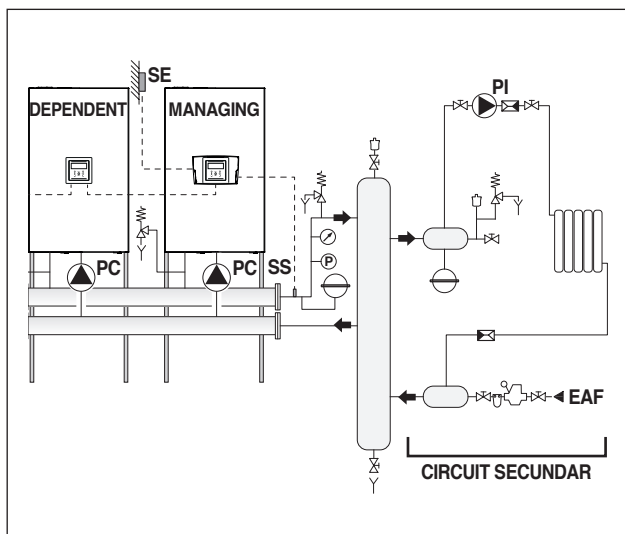 SE
PI
DEPENDENT
MANAGING
PC
PC
SS
P
EAF
CIRCUIT SECUNDAR